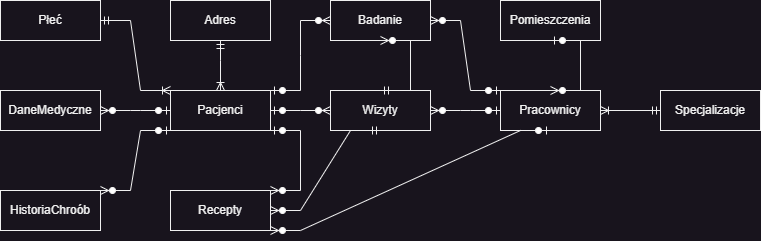 Płeć
Adres
Badanie
Pomieszczenia
DaneMedyczne
Pacjenci
Wizyty
Pracownicy
Specjalizacje
HistoriaChroób
Recepty